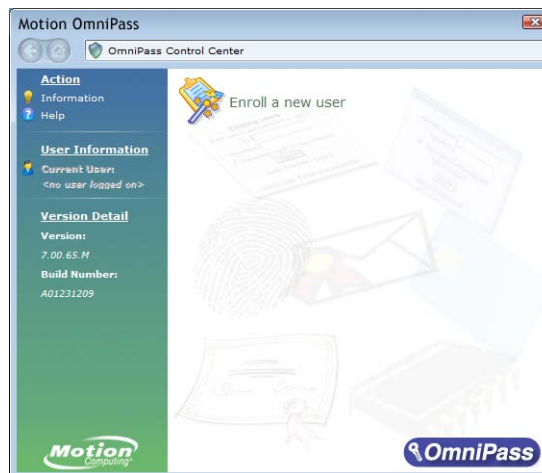 Motion OmniPass
OmniPass Control Center
Action
Information
Help
User Information
Current User:
<no user logged on>
Version Detail
Version:
7.00.65.M
Build Number:
A01231209
Enroll a new user
Motion
Computing
OmniPass